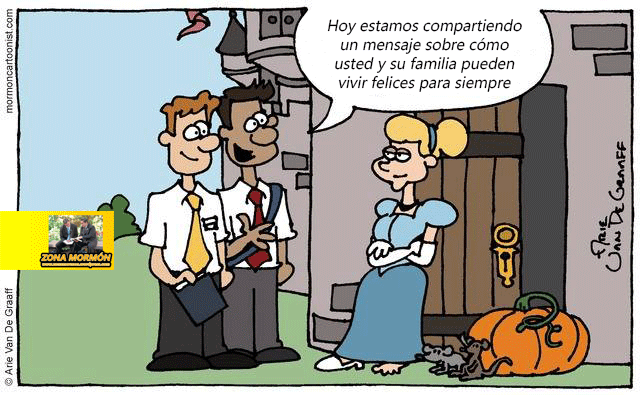 Hoy estamos compartiendo
un mensaje sobre cómo
usted y su familia pueden
vivir felices para siempre
mormoncartoonist.com
© Arie Van De Graaff
ZONA MORMÓN
ARIE
VAN DE GRAAFF